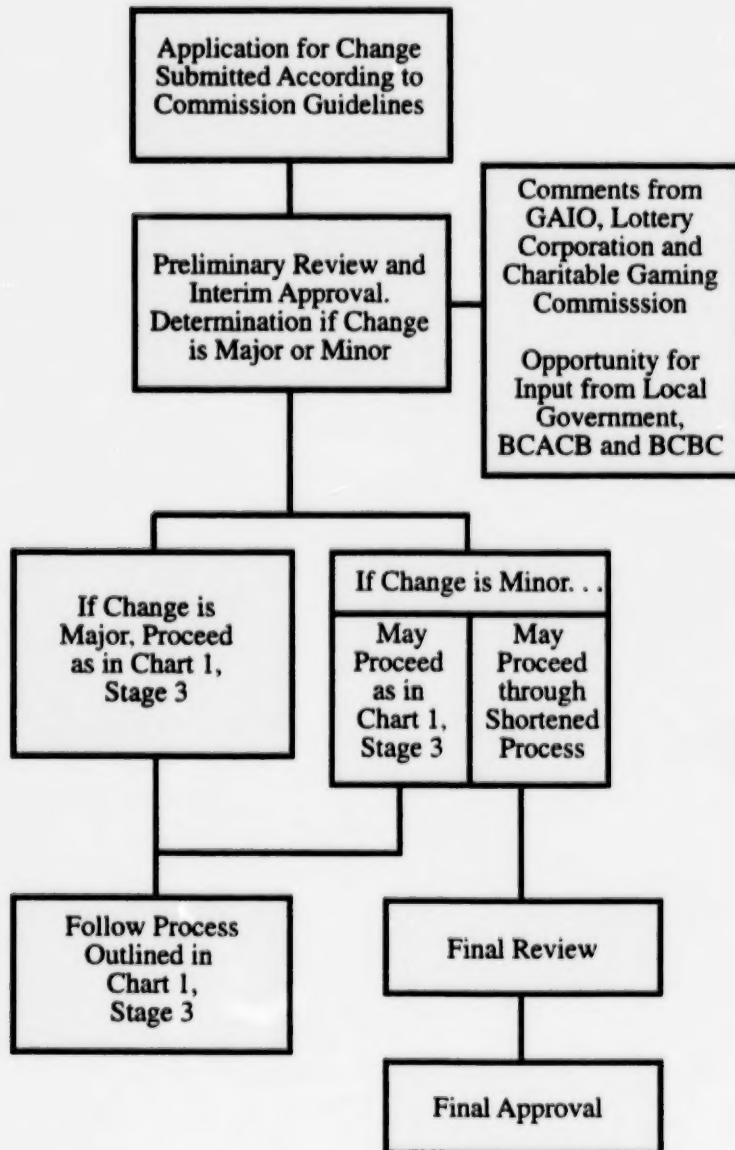 Application for Change
Submitted According to
Commission Guidelines
Preliminary Review and
Interim Approval.
Determination if Change
is Major or Minor
Comments from
GAIO, Lottery
Corporation and
Charitable Gaming
Commisssion
Opportunity for
Input from Local
Government,
BCACB and BCBC
If Change is
Major, Proceed
as in Chart 1,
Stage 3
If Change is Minor. . .
May
Proceed
as in
Chart 1,
Stage 3
May
Proceed
through
Shortened
Process
Follow Process
Outlined in
Chart 1,
Stage 3
Final Review
Final Approval